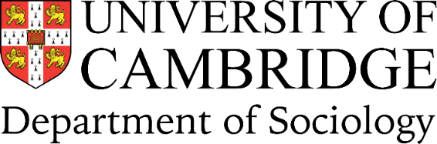 UNIVERSITY OF
CAMBRIDGE
Department of Sociology